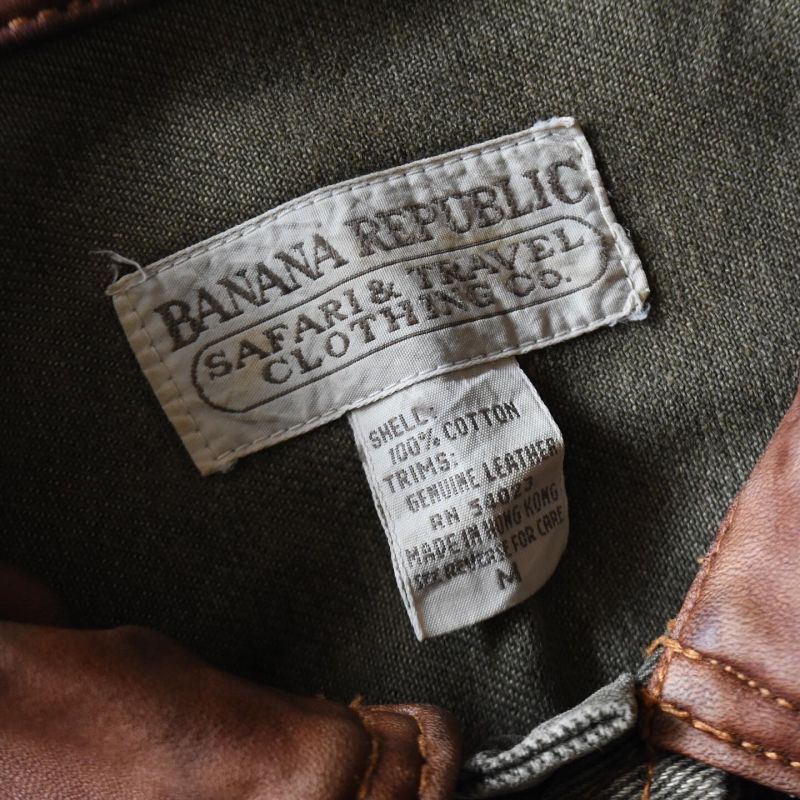 BANANA REPUBLIC
SAFARI & TRAVEL
CLOTHING CO.
SHELL:
100% COTTON
TRIMS:
GENUINE LEATHER
RN 54023
MADE IN HONG KONG
SEE REVERSE FOR CARE
M